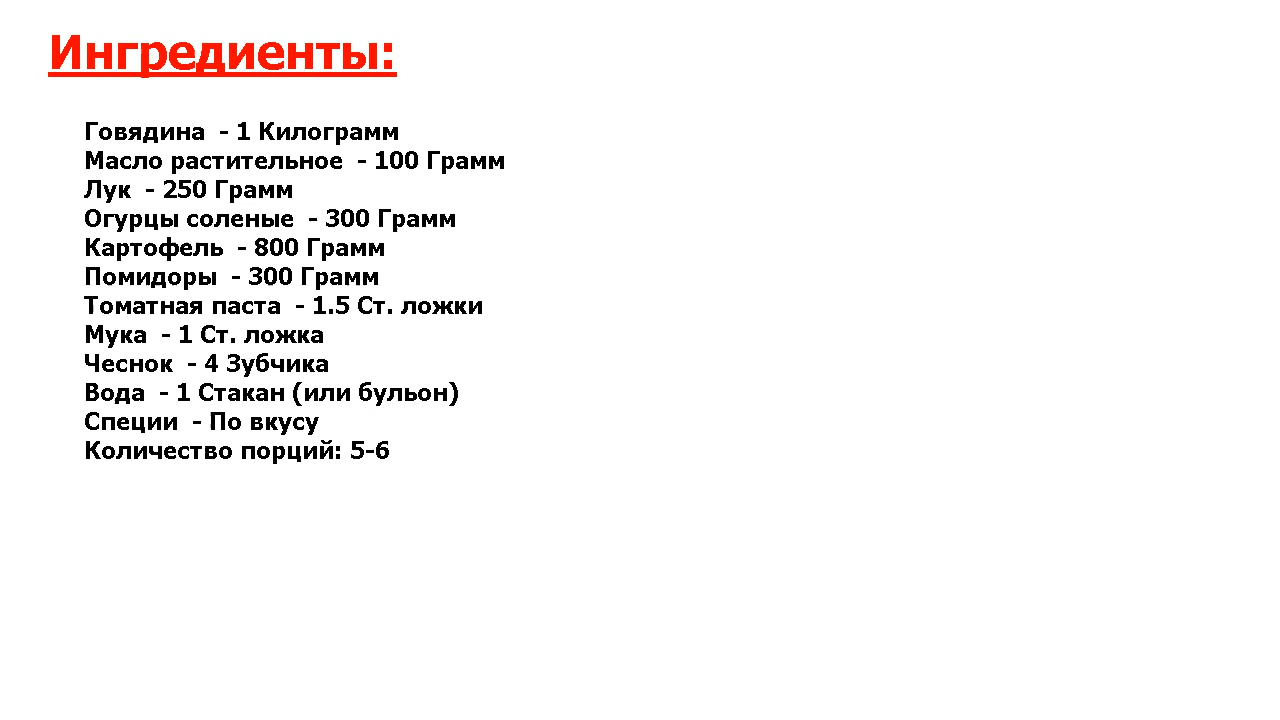 Ингредиенты:
Говядина  - 1 Килограмм
Масло растительное  - 100 Грамм
Лук  - 250 Грамм
Огурцы соленые  - 300 Грамм
Картофель  - 800 Грамм
Помидоры  - 300 Грамм
Томатная паста  - 1.5 Ст. ложки
Мука  - 1 Ст. ложка
Чеснок  - 4 Зубчика
Вода  - 1 Стакан (или бульон)
Специи  - По вкусу
Количество порций: 5-6